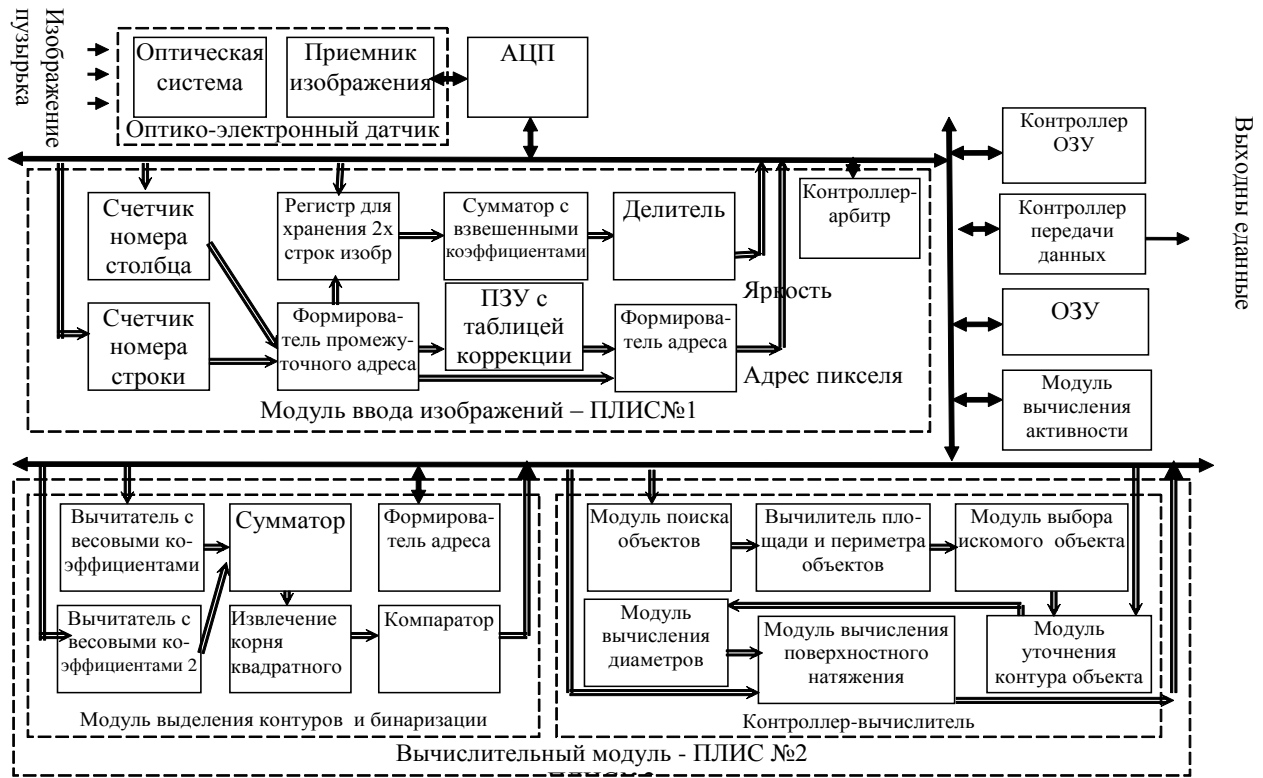 Изображение
пузырька
Оптическая
система
Приемник
изображения
АЦП
Оптико-электронный датчик
Контроллер
ОЗУ
Выходны еданные
Счетчик
номера
столбца
Регистр для
хранения 2х
строк изобр
Сумматор с
взвешенными
коэффициентами
Делитель
Контроллер-
арбитр
Контроллер
передачи
данных
Яркость
Счетчик
номера
строки
Формирова-
тель промежу-
точного адреса
ПЗУ с
таблицей
коррекции
Формирова-
тель адреса
ОЗУ
Адрес пикселя
Модуль ввода изображений – ПЛИС№1
Модуль
вычисления
активности
Вычитатель с
весовыми ко-
эффициентами
Сумматор
Формирова-
тель адреса
Модуль поиска
объектов
Вычилитель пло-
щади и периметра
объектов
Модуль выбора
искомого объекта
Вычитатель с
весовыми ко-
эффициентами 2
Извлечение
корня
квадратного
Компаратор
Модуль
вычисления
диаметров
Модуль вычисления
поверхностного
натяжения
Модуль
уточнения
контура объекта
Модуль выделения контуров и бинаризации
Контроллер-вычислитель
Вычислительный модуль - ПЛИС №2